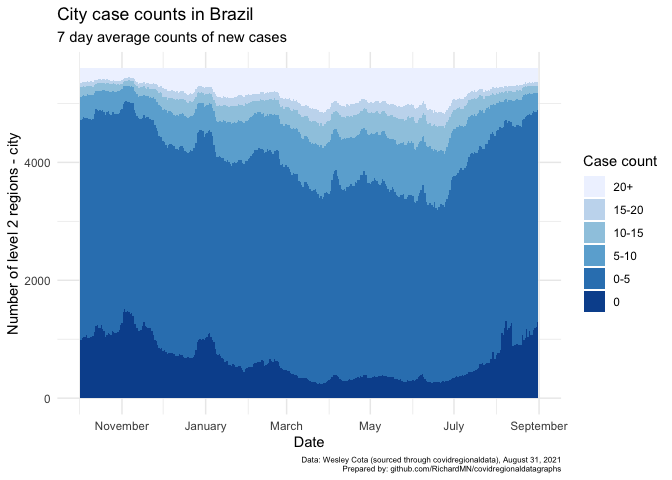 City case counts in Brazil
7 day average counts of new cases
Number of level 2 regions - city
4000
2000
0
November January March May July September
Date
Case count
20+
15-20
10-15
5-10
0-5
0
Data: Wesley Cota (sourced through covidregionaldata), August 31, 2021
Prepared by: github.com/RichardMN/covidregionaldatagraphs